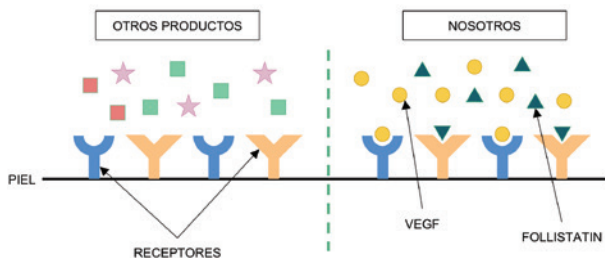 OTROS PRODUCTOS
NOSOTROS
PIEL
RECEPTORES
VEGF
FOLLISTATIN